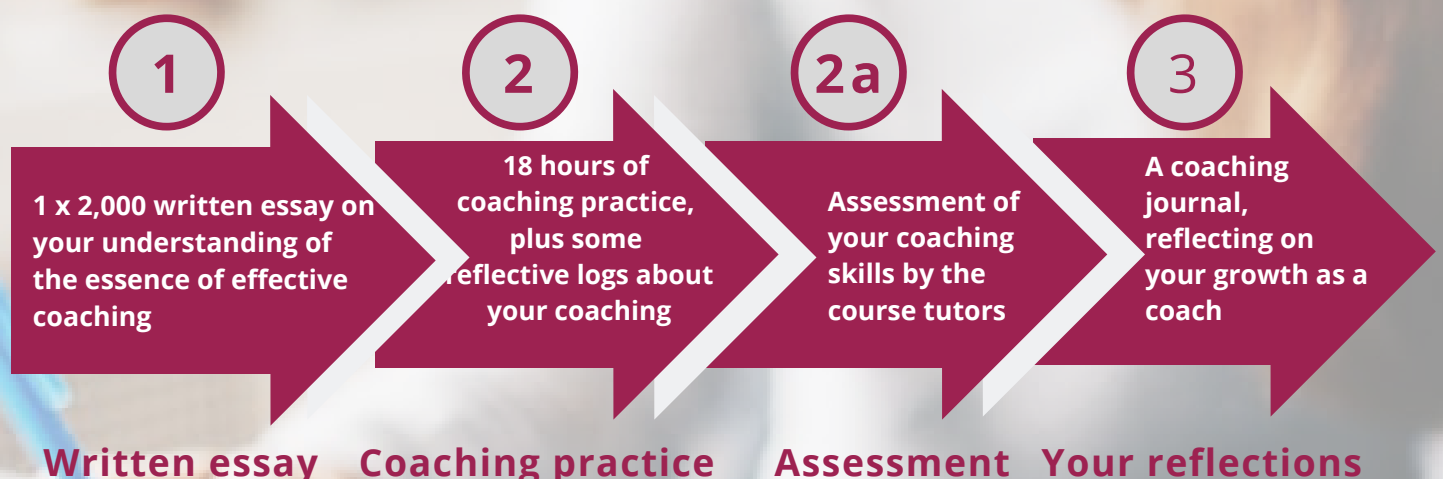 1
1 x 2,000 written essay on
your understanding of
the essence of effective
coaching
Written essay
2
18 hours of
coaching practice,
plus some
reflective logs about
your coaching
Coaching practice
2a
Assessment of
your coaching
skills by the
course tutors
Assessment
3
A coaching
journal,
reflecting on
your growth as a
coach
Your reflections